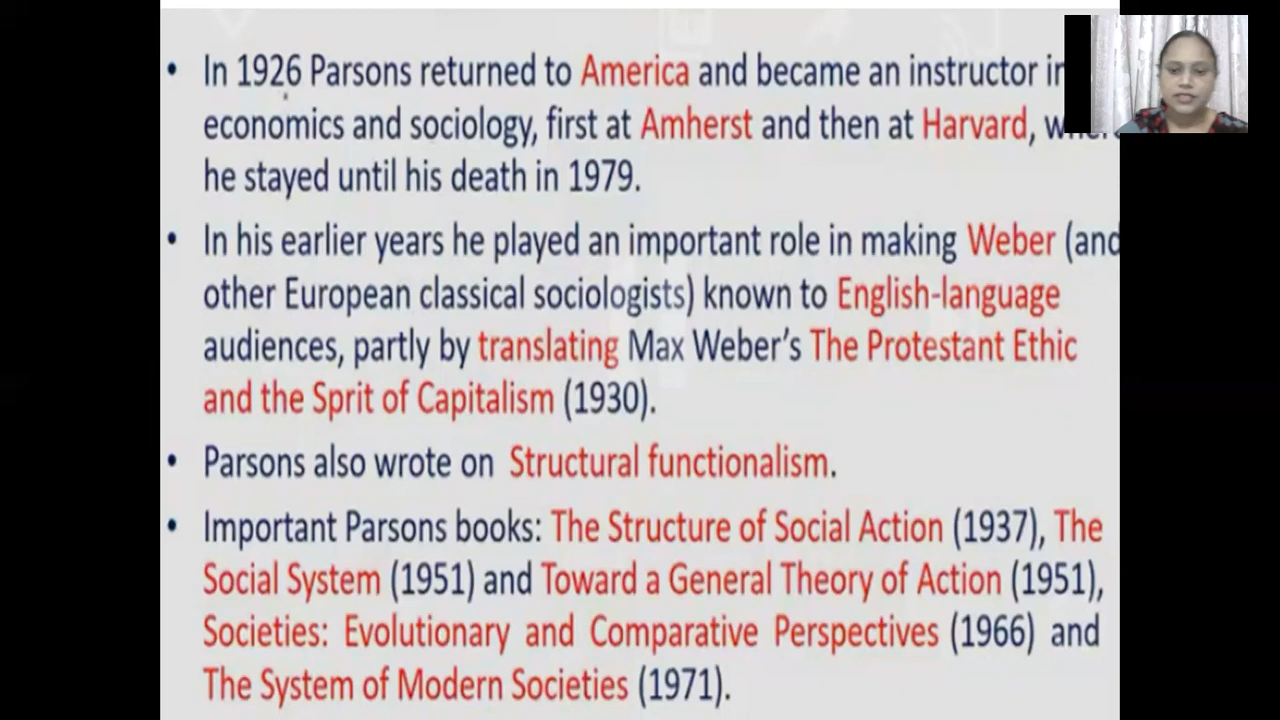 • In 1926 Parsons returned to America and became an instructor in
economics and sociology, first at Amherst and then at Harvard,
he stayed until his death in 1979.
• In his earlier years he played an important role in making Weber (and
other European classical sociologists) known to English-language
audiences, partly by translating Max Weber's The Protestant Ethic
and the Sprit of Capitalism (1930).
• Parsons also wrote on Structural functionalism.
• Important Parsons books: The Structure of Social Action (1937), The
Social System (1951) and Toward a General Theory of Action (1951),
Societies: Evolutionary and Comparative Perspectives (1966) and
The System of Modern Societies (1971).